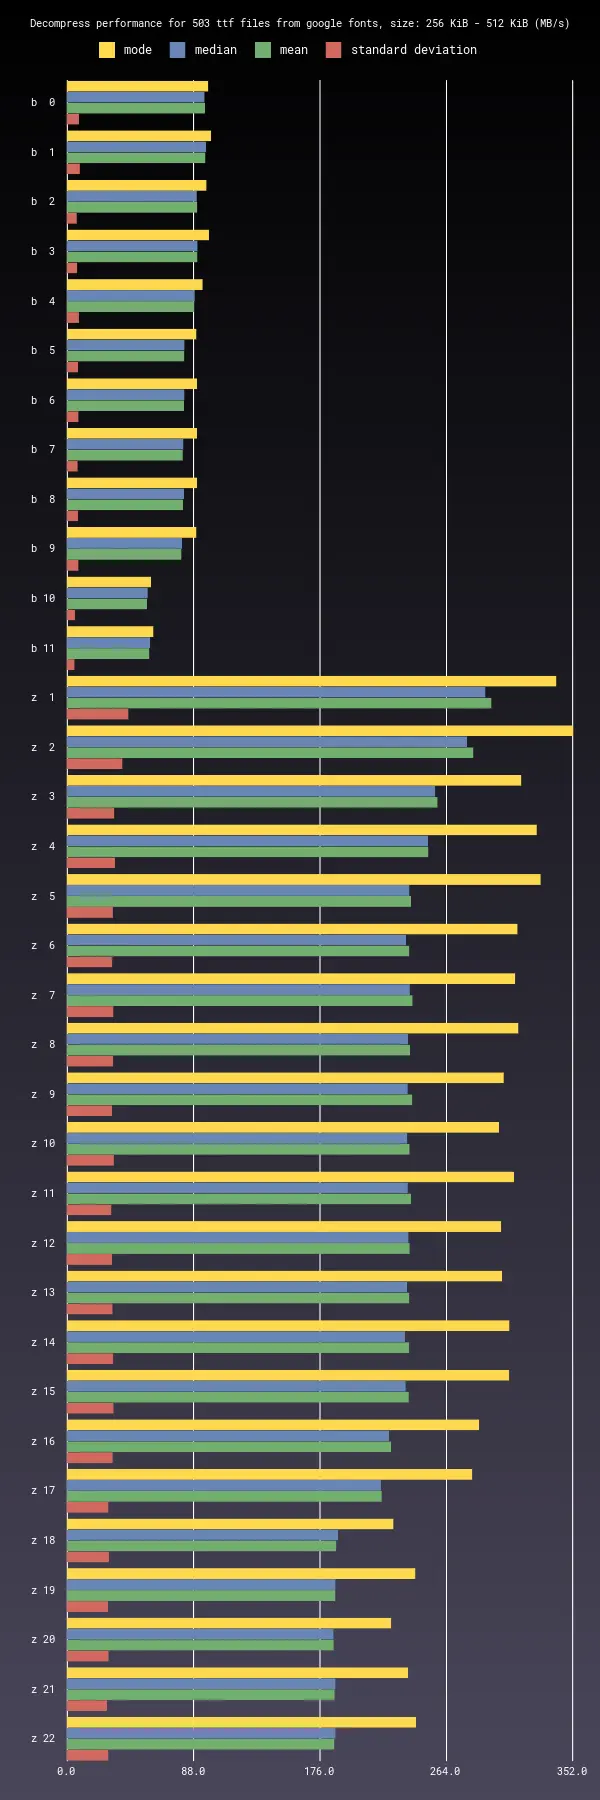 Decompress performance for 503 ttf files from google fonts, size: 256 KiB - 512 KiB (MB/s)
mode median mean standard deviation
b 0
b 1
b 2
b 3
b 4
b 5
b 6
b 7
b 8
b 9
b 10
b 11
z 1
z 2
z 3
z 4
z 5
z 6
z 7
z 8
z 9
z 10
z 11
z 12
z 13
z 14
z 15
z 16
z 17
z 18
z 19
z 20
z 21
z 22
0.0 88.0 176.0 264.0 352.0